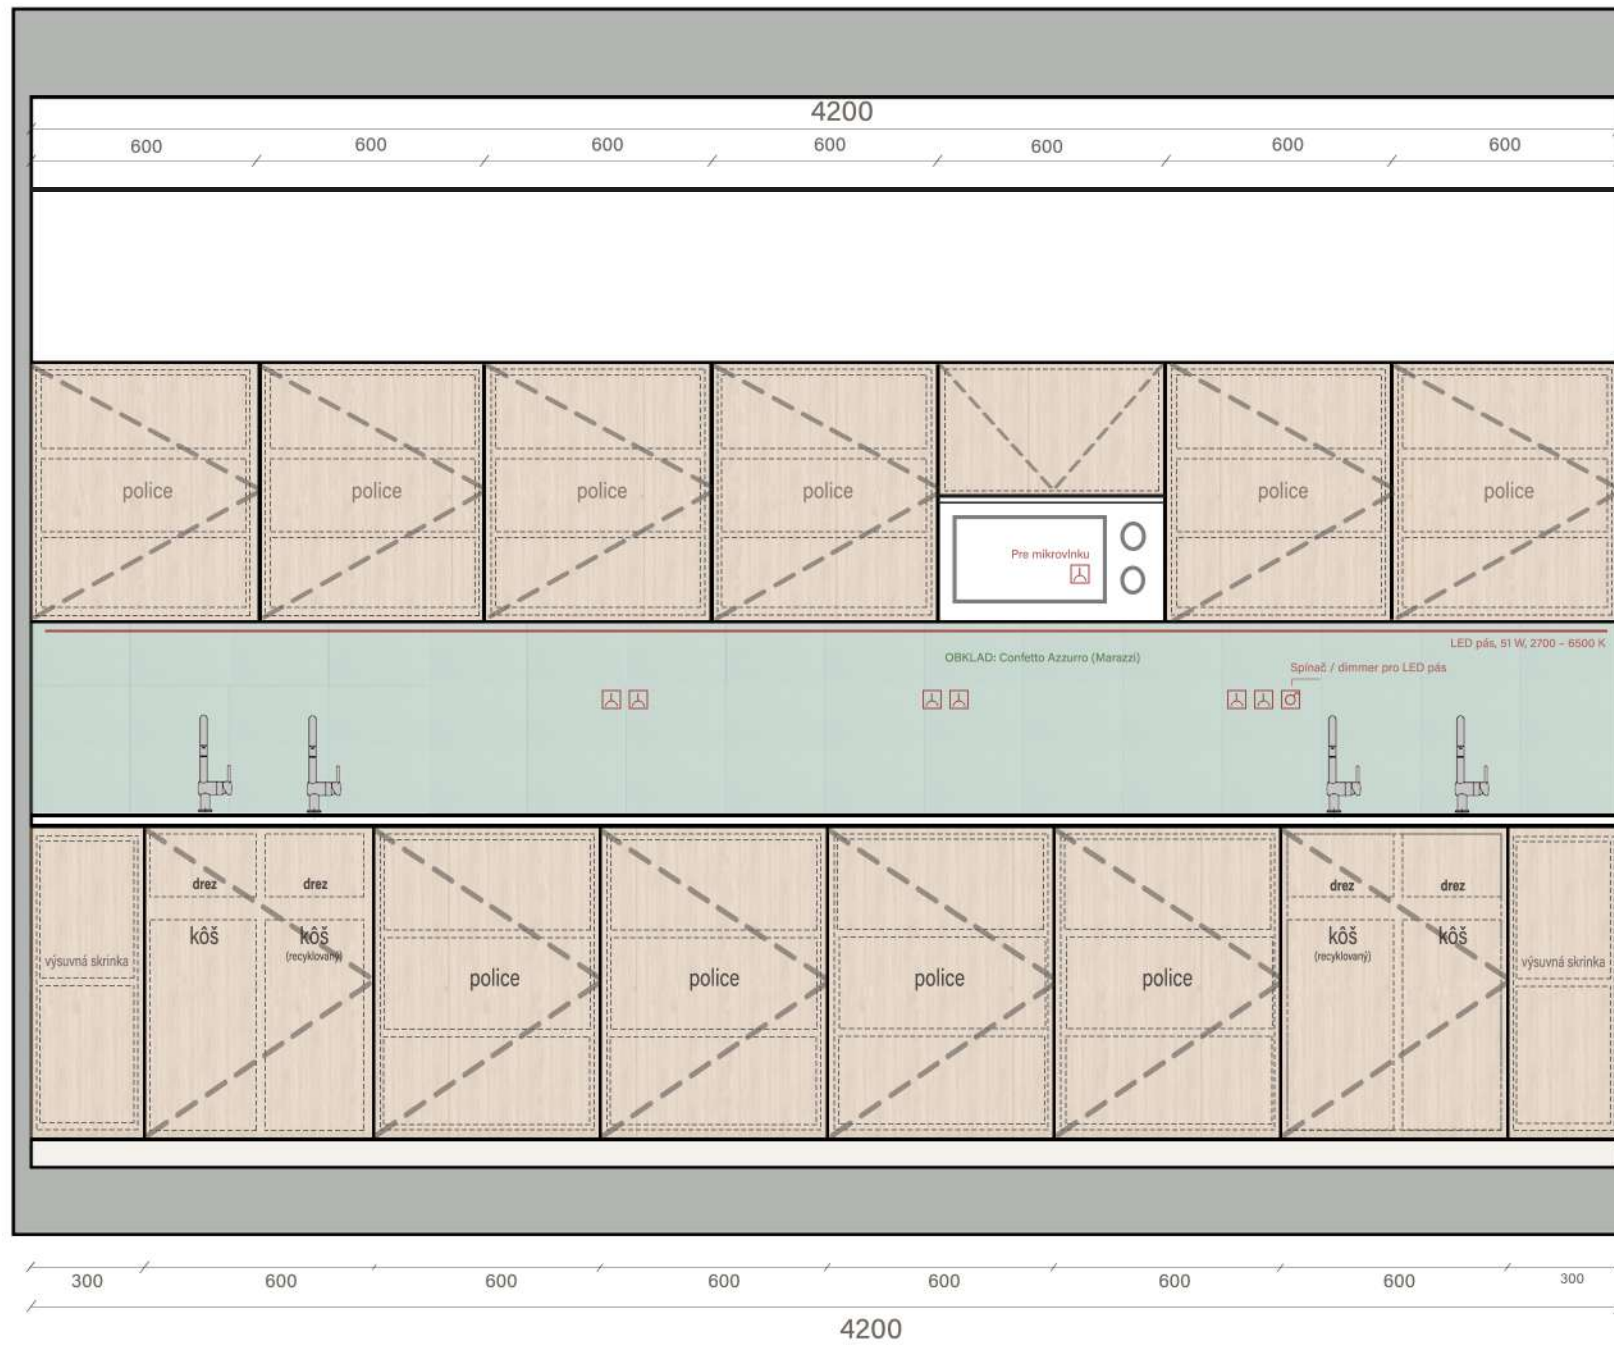 4200
600 600 600 600 600 600 600
police police police police police police
Pre mikrovlnku
LED pás, 51 W, 2700 – 6500 K
OBKLAD: Confetto Azzurro (Marazzi)
Spínač / dimmer pro LED pás
drez drez drez drez
kôš kôš kôš kôš
(recyklovaný) (recyklovaný)
výsuvná skrinka výsuvná skrinka
police police police police
300 600 600 600 600 600 600 300
4200